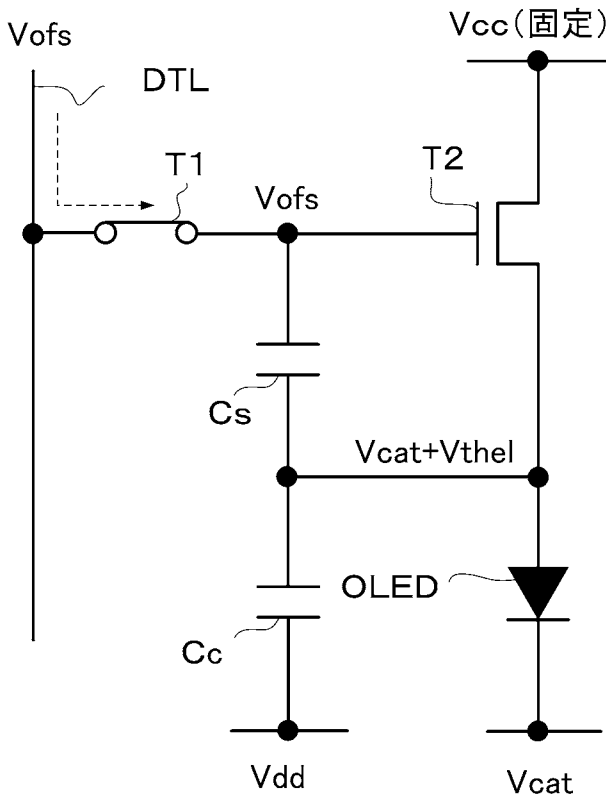 Vofs
Vcc(固定)
DTL
T1
T2
Vofs
Cs
Vcat+Vthel
OLED
Cc
Vdd
Vcat